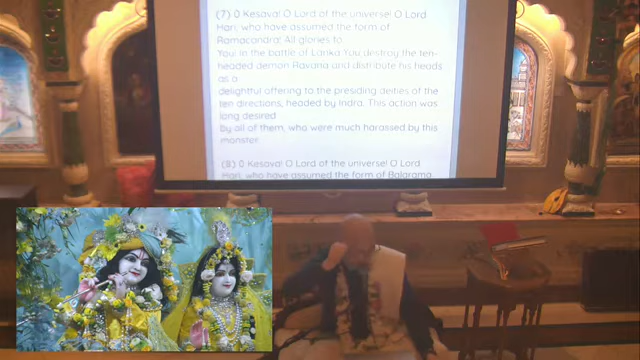 (7) O Kesava! O Lord of the universe! O Lord
Hari, who have assumed the form of
Ramacandra! All glories to
You! In the battle of Lanka You destroy the ten-
headed demon Ravana and distribute his heads
as a
delightful offering to the presiding deities of the
ten directions, headed by Indra. This action was
long desired
by all of them, who were much harassed by this
monster.
(8) O Kesava! O Lord of the universe! O Lord
Hari, who have assumed the form of Balarama,